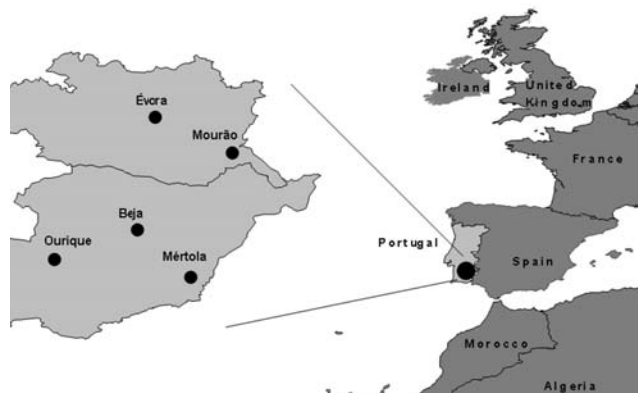 Évora
Mourão
Beja
Ourique
Mértola
Ireland
United
Kingdom
France
Portugal
Spain
Morocco
Algeria